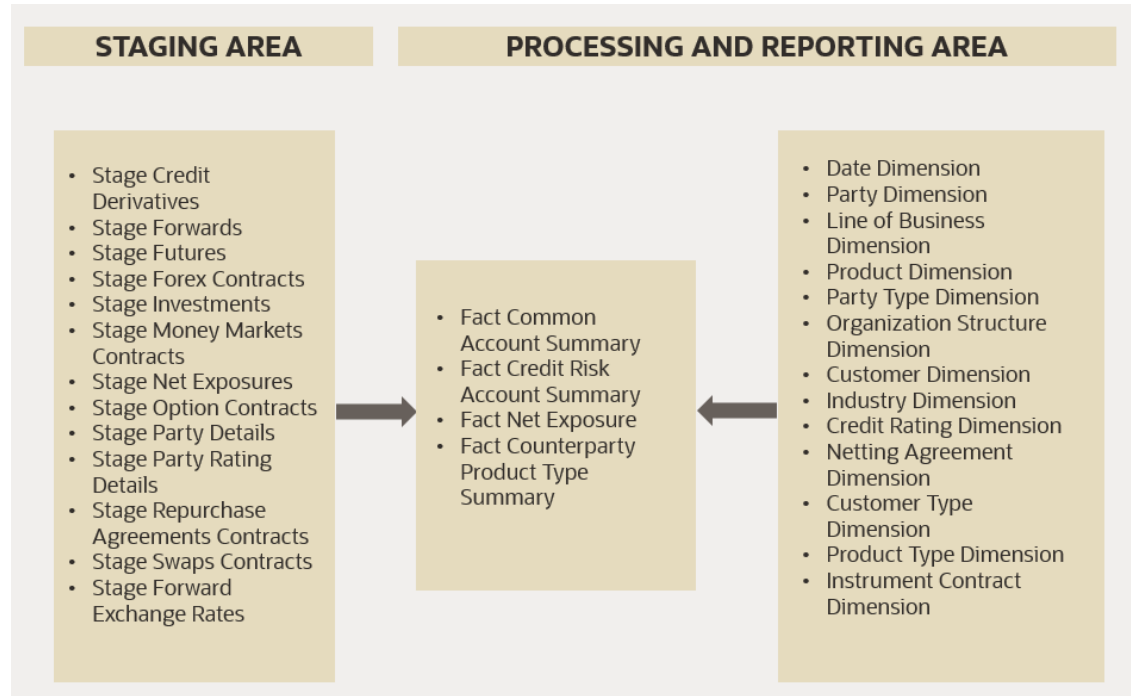 STAGING AREA
PROCESSING AND REPORTING AREA
• Stage Credit
Derivatives
• Stage Forwards
• Stage Futures
• Stage Forex Contracts
• Stage Investments
• Stage Money Markets
Contracts
• Stage Net Exposures
• Stage Option Contracts
• Stage Party Details
• Stage Party Rating
Details
• Stage Repurchase
Agreements Contracts
• Stage Swaps Contracts
• Stage Forward
Exchange Rates
• Fact Common
Account Summary
• Fact Credit Risk
Account Summary
• Fact Net Exposure
• Fact Counterparty
Product Type
Summary
• Date Dimension
• Party Dimension
• Line of Business
Dimension
• Product Dimension
• Party Type Dimension
• Organization Structure
Dimension
• Customer Dimension
• Industry Dimension
• Credit Rating Dimension
• Netting Agreement
Dimension
• Customer Type
Dimension
• Product Type Dimension
• Instrument Contract
Dimension